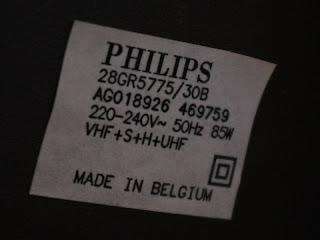 PHILIPS
28GR5775/30B
AG018926 469759
220-240V~ 50Hz 85W
VHF+S+H+UHF
MADE IN BELGIUM